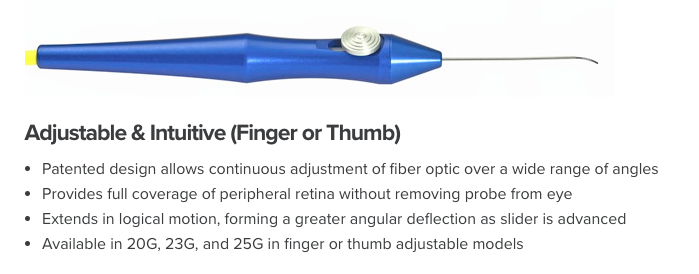 Adjustable & Intuitive (Finger or Thumb)
• Patented design allows continuous adjustment of fiber optic over a wide range of angles
• Provides full coverage of peripheral retina without removing probe from eye
• Extends in logical motion, forming a greater angular deflection as slider is advanced
• Available in 20G, 23G, and 25G in finger or thumb adjustable models